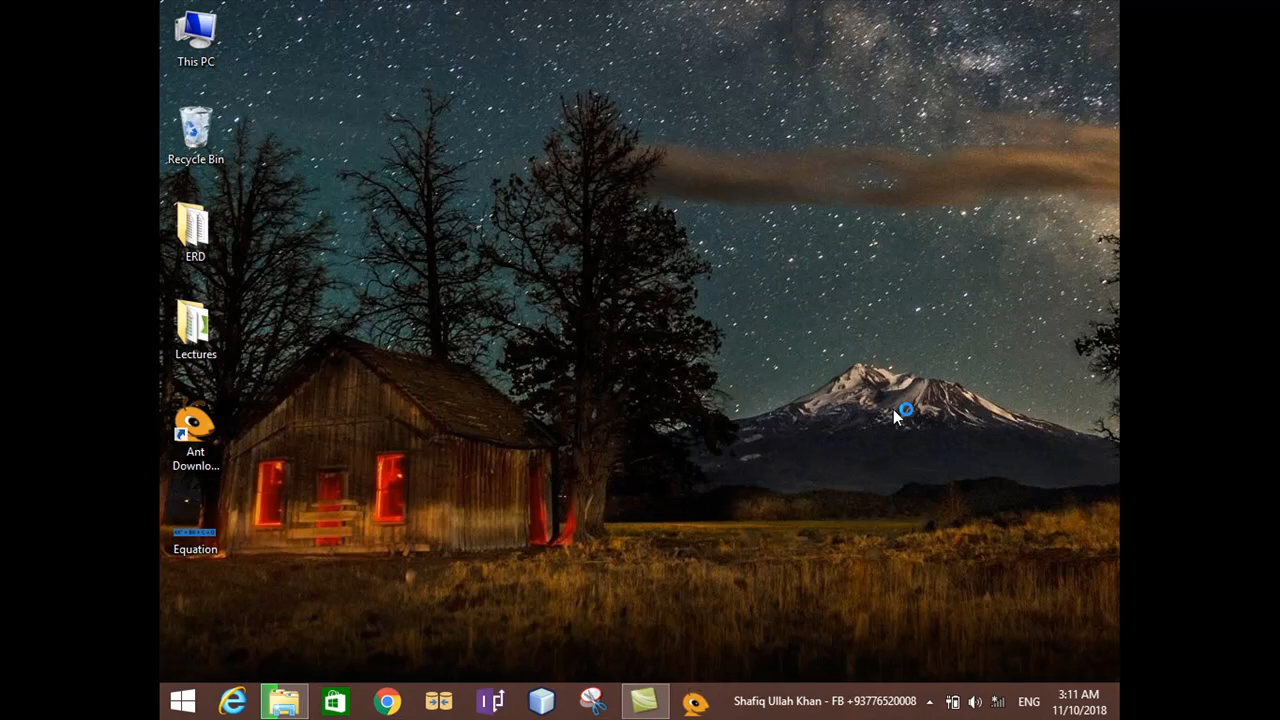 This PC
Recycle Bin
ERD
Lectures
Ant
Downlo...
Equation
Shafiq Ullah Khan - FB +93776520008
ENG
3:11 AM
11/10/2018